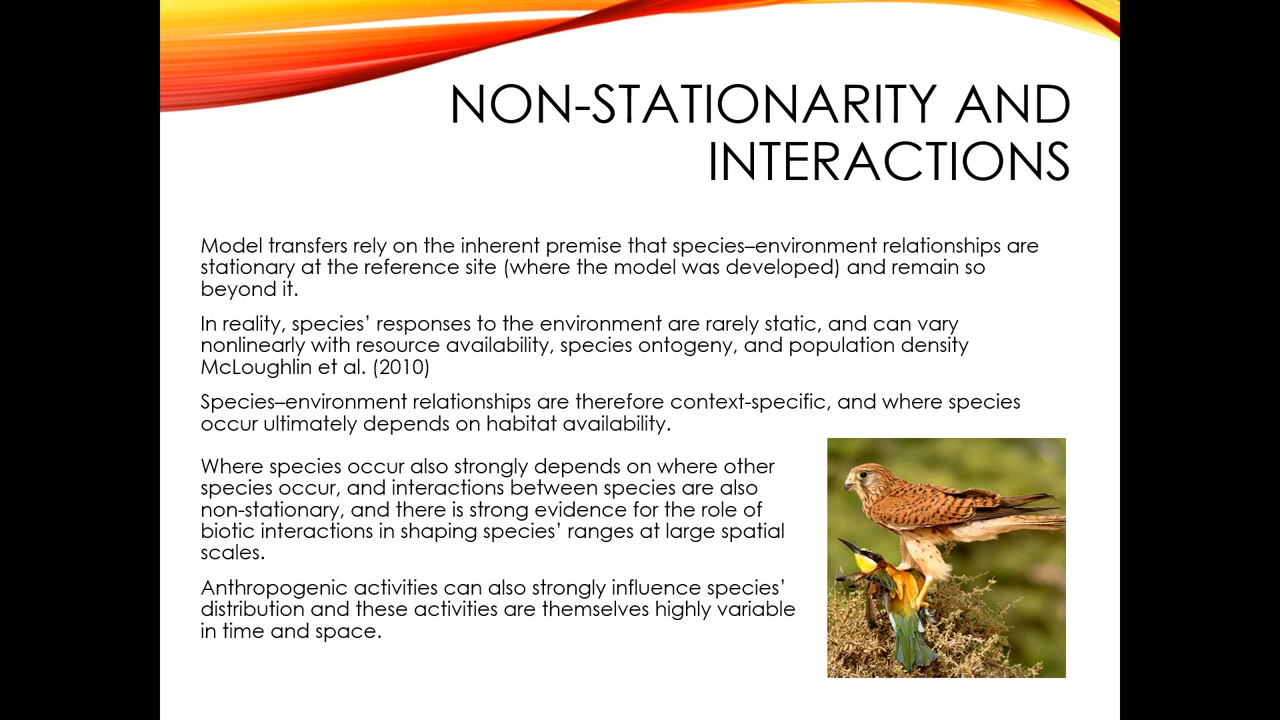 NON-STATIONARITY AND
INTERACTIONS
Model transfers rely on the inherent premise that species–environment relationships are
stationary at the reference site (where the model was developed) and remain so
beyond it.
In reality, species’ responses to the environment are rarely static, and can vary
nonlinearly with resource availability, species ontogeny, and population density
McLoughlin et al. (2010)
Species–environment relationships are therefore context-specific, and where species
occur ultimately depends on habitat availability.
Where species occur also strongly depends on where other
species occur, and interactions between species are also
non-stationary, and there is strong evidence for the role of
biotic interactions in shaping species’ ranges at large spatial
scales.
Anthropogenic activities can also strongly influence species’
distribution and these activities are themselves highly variable
in time and space.